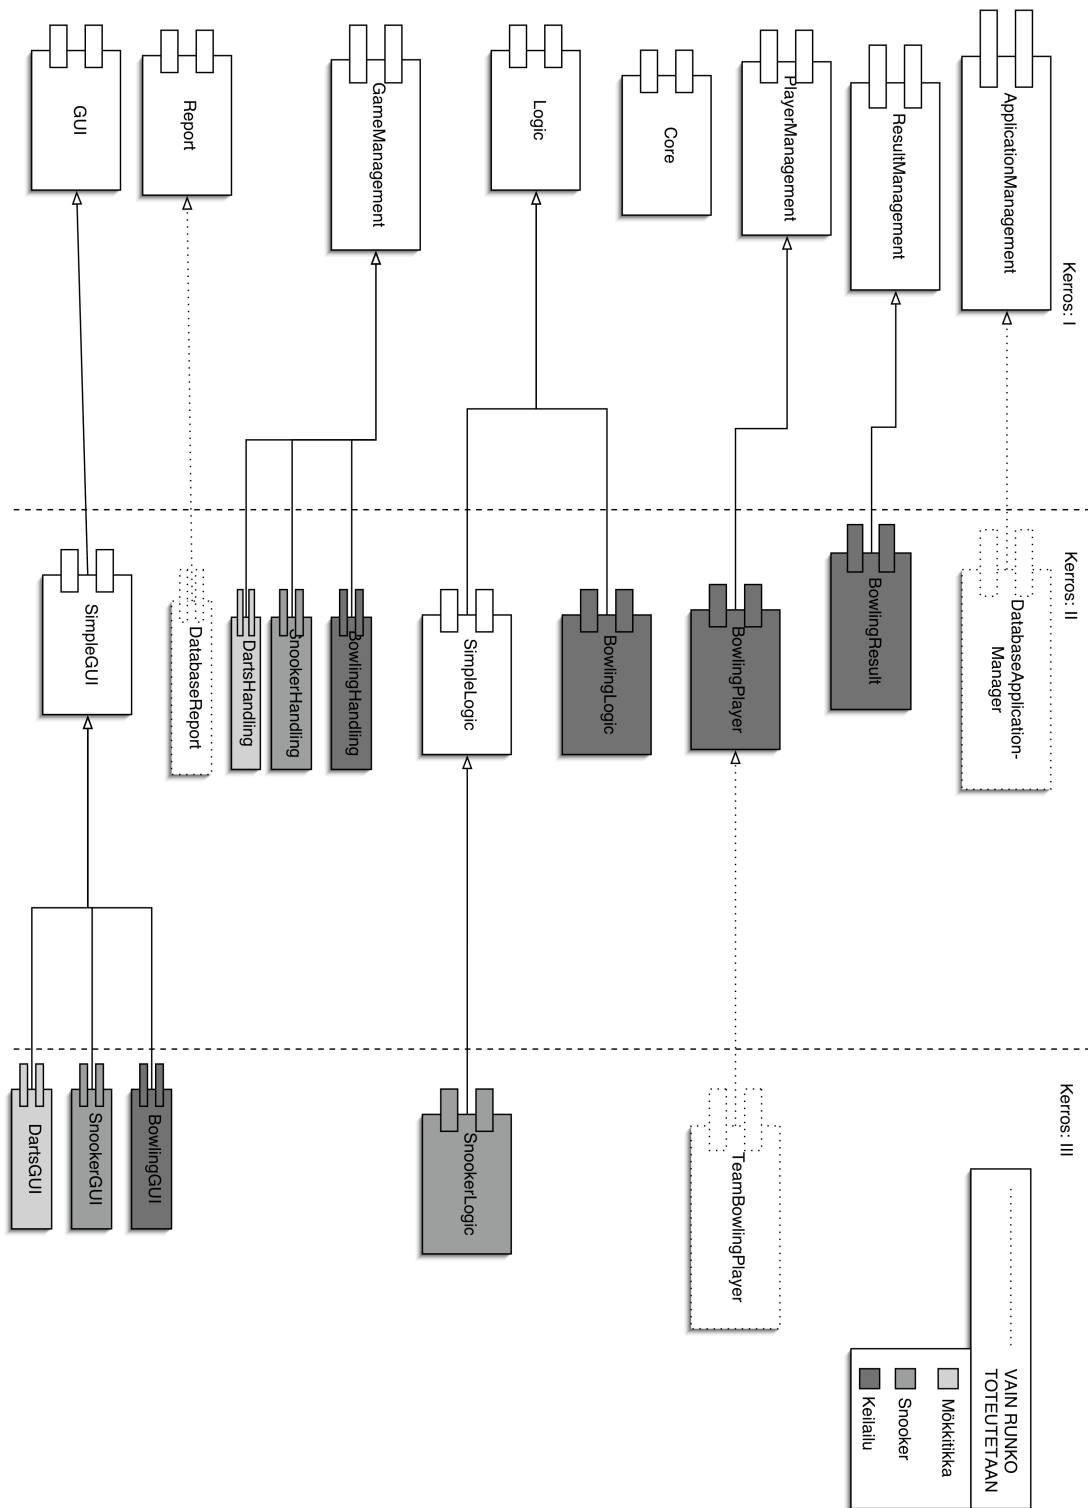 Kerros: I
ApplicationManagement
ResultManagement
PlayerManagement
Core
Logic
GameManagement
Report
GUI
Kerros: II
DatabaseApplication-
Manager
BowlingResult
BowlingPlayer
BowlingLogic
SimpleLogic
BowlingHandling
SnookerHandling
DartsHandling
DatabaseReport
SimpleGUI
Kerros: III
TeamBowlingPlayer
SnookerLogic
BowlingGUI
SnookerGUI
DartsGUI
VAIN RUNKO
TOTEUTETAAN
Mökkitikka
Snooker
Keilailu